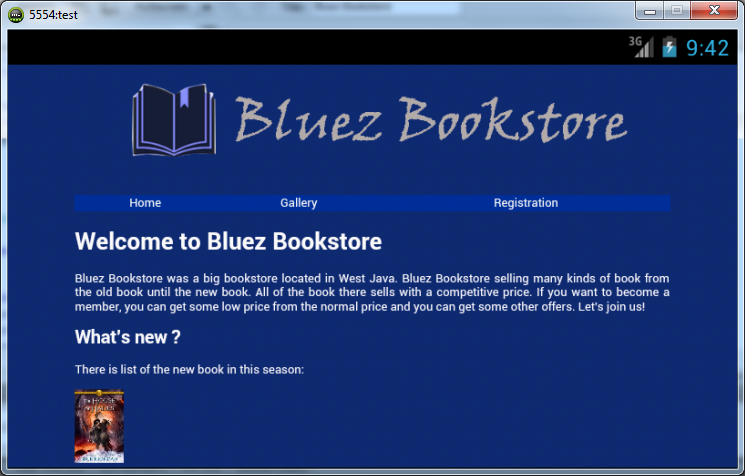 5554:test
3G 9:42
Bluez Bookstore
Home Gallery Registration
Welcome to Bluez Bookstore
Bluez Bookstore was a big bookstore located in West Java. Bluez Bookstore selling many kinds of book from
the old book until the new book. All of the book there sells with a competitive price. If you want to become a
member, you can get some low price from the normal price and you can get some other offers. Let's join us!
What's new ?
There is list of the new book in this season:
HOUSE
OF HADES